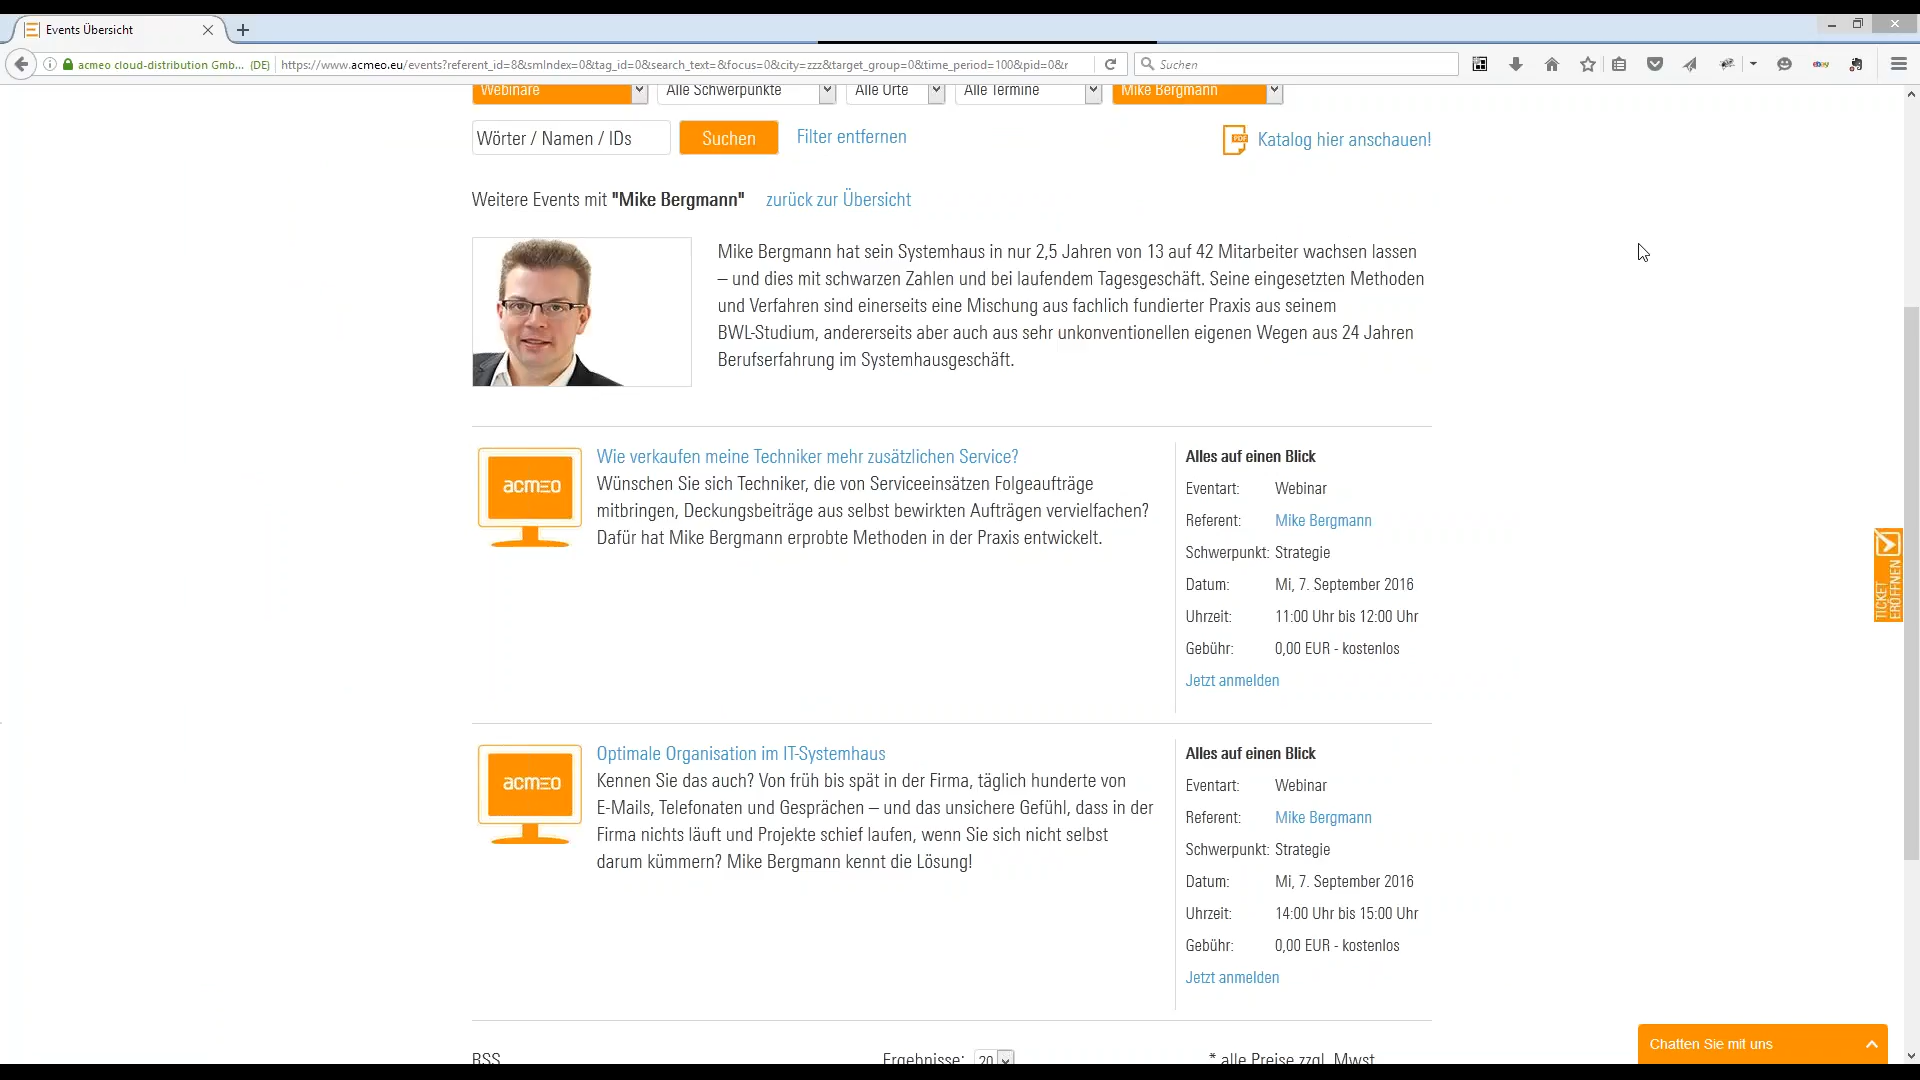 Events Übersicht
acmeo cloud-distribution Gmb... (DE)
https://www.acmeo.eu/events?referent_id=8&smIndex=0&tag_id=0&search_text=&focus=0&city=zzz&target_group=0&time_period=100&pid=0&r
Suchen
Webinare
Alle Schwerpunkte
Alle Orte
Alle Termine
Mike Bergmann
Wörter / Namen / IDs
Suchen
Filter entfernen
PDF
Katalog hier anschauen!
Weitere Events mit "Mike Bergmann" zurück zur Übersicht
Mike Bergmann hat sein Systemhaus in nur 2,5 Jahren von 13 auf 42 Mitarbeiter wachsen lassen
– und dies mit schwarzen Zahlen und bei laufendem Tagesgeschäft. Seine eingesetzten Methoden
und Verfahren sind einerseits eine Mischung aus fachlich fundierter Praxis aus seinem
BWL-Studium, andererseits aber auch aus sehr unkonventionellen eigenen Wegen aus 24 Jahren
Berufserfahrung im Systemhausgeschäft.
acmeo
Wie verkaufen meine Techniker mehr zusätzlichen Service?
Wünschen Sie sich Techniker, die von Serviceeinsätzen Folgeaufträge
mitbringen, Deckungsbeiträge aus selbst bewirkten Aufträgen vervielfachen?
Dafür hat Mike Bergmann erprobte Methoden in der Praxis entwickelt.
Alles auf einen Blick
Eventart: Webinar
Referent: Mike Bergmann
Schwerpunkt: Strategie
Datum: Mi, 7. September 2016
Uhrzeit: 11:00 Uhr bis 12:00 Uhr
Gebühr: 0,00 EUR - kostenlos
Jetzt anmelden
TICKET
ERÖFFNEN
acmeo
Optimale Organisation im IT-Systemhaus
Kennen Sie das auch? Von früh bis spät in der Firma, täglich hunderte von
E-Mails, Telefonaten und Gesprächen – und das unsichere Gefühl, dass in der
Firma nichts läuft und Projekte schief laufen, wenn Sie sich nicht selbst
darum kümmern? Mike Bergmann kennt die Lösung!
Alles auf einen Blick
Eventart: Webinar
Referent: Mike Bergmann
Schwerpunkt: Strategie
Datum: Mi, 7. September 2016
Uhrzeit: 14:00 Uhr bis 15:00 Uhr
Gebühr: 0,00 EUR - kostenlos
Jetzt anmelden
RSS
Ergebnisse: 20
* alle Preise zzgl. Mwst.
Chatten Sie mit uns